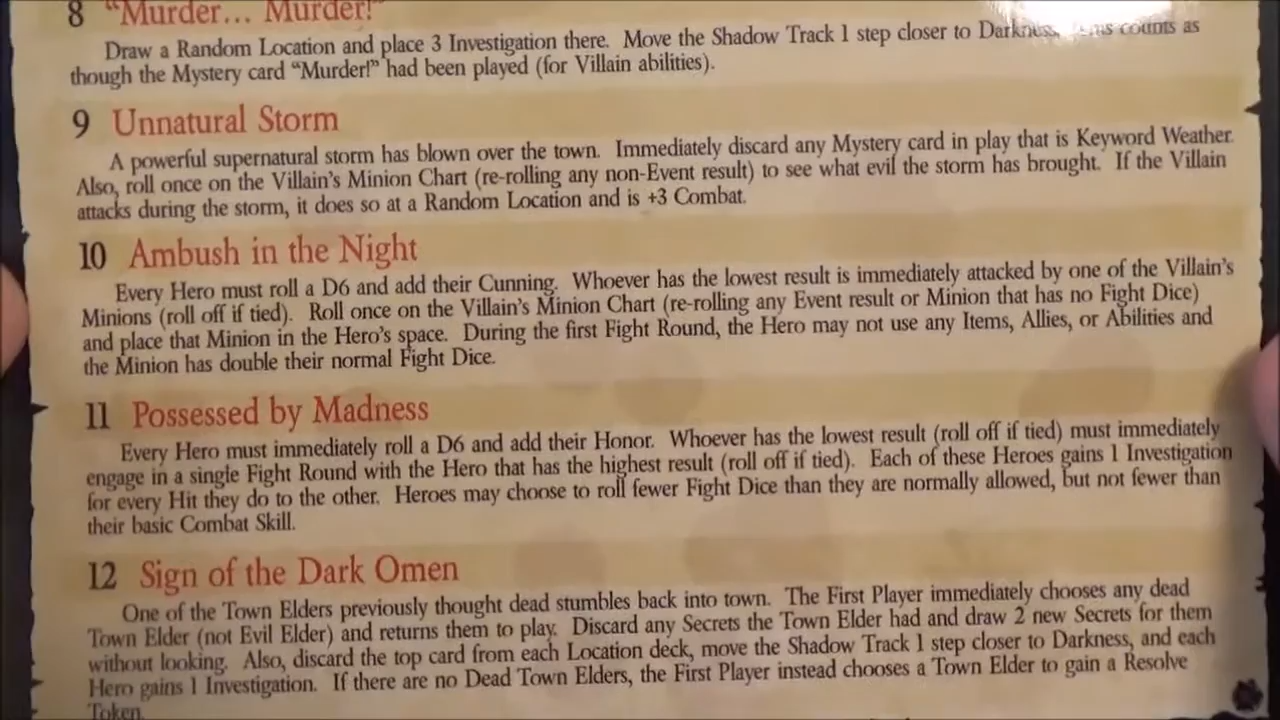 8 "Murder... Murder!"
Draw a Random Location and place 3 Investigation there. Move the Shadow Track 1 step closer to Darkness. counts as
though the Mystery card "Murder!" had been played (for Villain abilities).
9 Unnatural Storm
A powerful supernatural storm has blown over the town. Immediately discard any Mystery card in play that is Keyword Weather.
Also, roll once on the Villain's Minion Chart (re-rolling any non-Event result) to see what evil the storm has brought. If the Villain
attacks during the storm, it does so at a Random Location and is +3 Combat.
10 Ambush in the Night
Every Hero must roll a D6 and add their Cunning. Whoever has the lowest result is immediately attacked by one of the Villain's
Minions (roll off if tied). Roll once on the Villain's Minion Chart (re-rolling any Event result or Minion that has no Fight Dice)
and place that Minion in the Hero's space. During the first Fight Round, the Hero may not use any Items, Allies, or Abilities and
the Minion has double their normal Fight Dice.
11 Possessed by Madness
Every Hero must immediately roll a D6 and add their Honor. Whoever has the lowest result (roll off if tied) must immediately
engage in a single Fight Round with the Hero that has the highest result (roll off if tied). Each of these Heroes gains 1 Investigation
for every Hit they do to the other. Heroes may choose to roll fewer Fight Dice than they are normally allowed, but not fewer than
their basic Combat Skill.
12 Sign of the Dark Omen
One of the Town Elders previously thought dead stumbles back into town. The First Player immediately chooses any dead
Town Elder (not Evil Elder) and returns them to play. Discard any Secrets the Town Elder had and draw 2 new Secrets for them
without looking. Also, discard the top card from each Location deck, move the Shadow Track 1 step closer to Darkness, and each
Hero gains 1 Investigation. If there are no Dead Town Elders, the First Player instead chooses a Town Elder to gain a Resolve
Token.